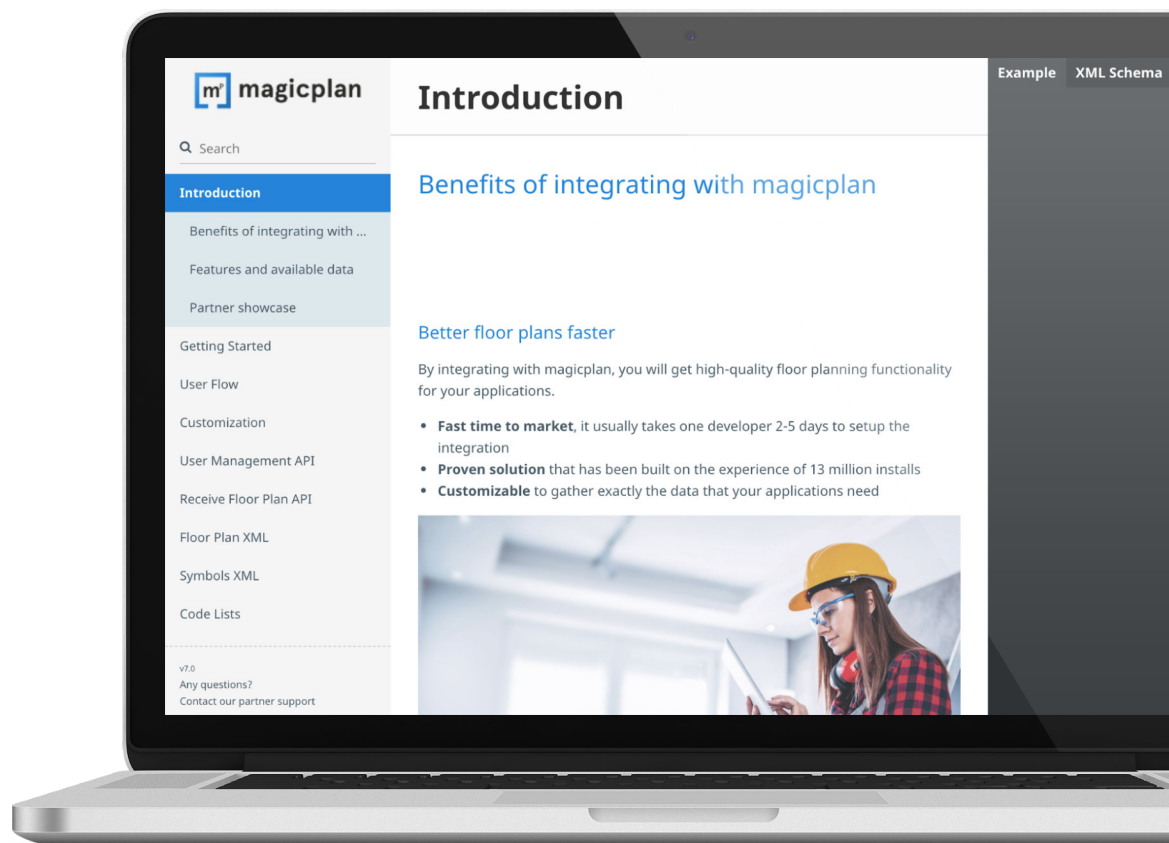 mP magicplan
Search
Introduction
Benefits of integrating with ...
Features and available data
Partner showcase
Getting Started
User Flow
Customization
User Management API
Receive Floor Plan API
Floor Plan XML
Symbols XML
Code Lists
v7.0
Any questions?
Contact our partner support
Introduction
Benefits of integrating with magicplan
Better floor plans faster
By integrating with magicplan, you will get high-quality floor planning functionality
for your applications.
• Fast time to market, it usually takes one developer 2-5 days to setup the
integration
• Proven solution that has been built on the experience of 13 million installs
• Customizable to gather exactly the data that your applications need
Example XML Schema